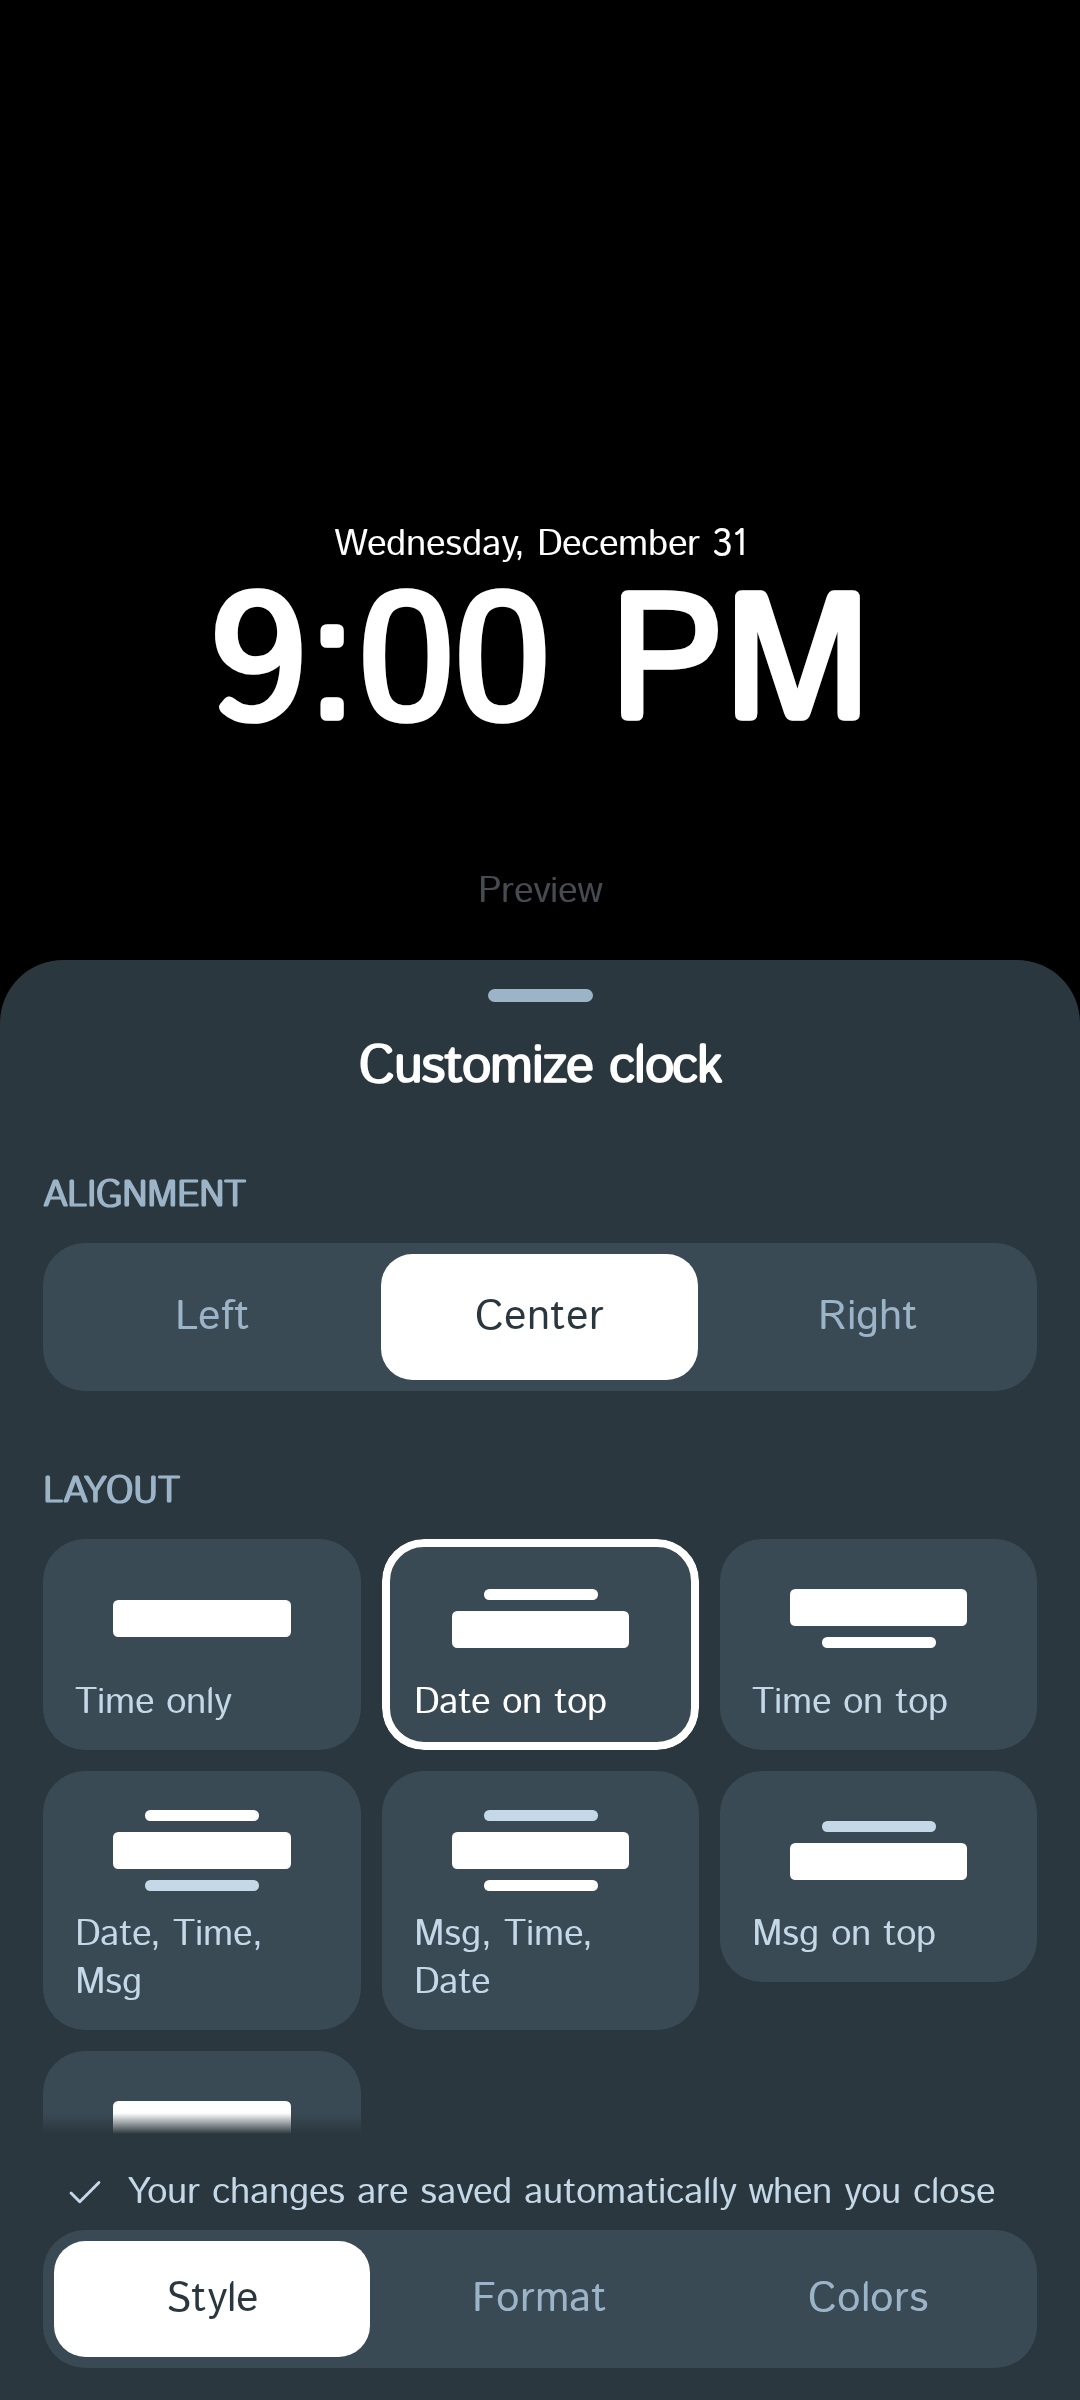 Wednesday, December 31
9:00 PM
Preview
Customize clock
ALIGNMENT
Left
Center
Right
LAYOUT
Time only
Date on top
Time on top
Date, Time,
Msg
Msg, Time,
Date
Msg on top
Your changes are saved automatically when you close
Style
Format
Colors